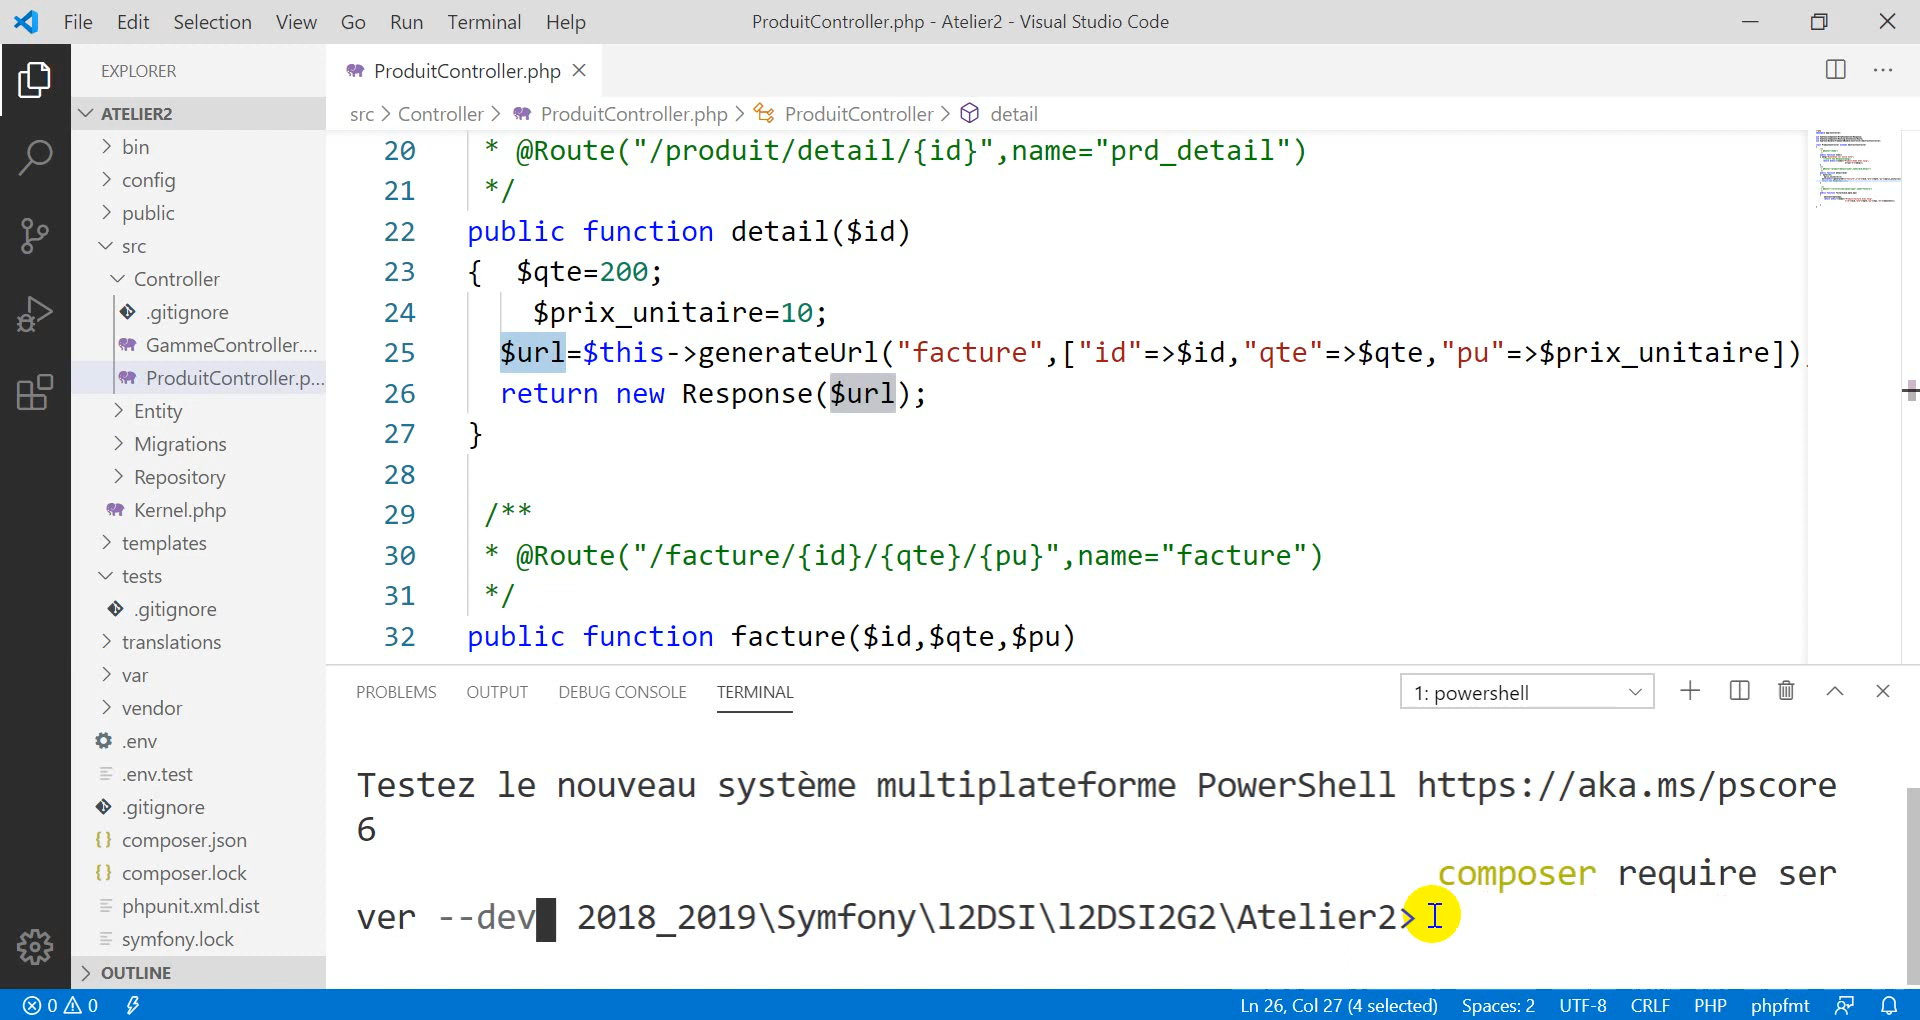 File Edit Selection View Go Run Terminal Help
ProduitController.php - Atelier2 - Visual Studio Code
EXPLORER
ATELIER2
bin
config
public
src
Controller
.gitignore
GammeController....
ProduitController.p...
Entity
Migrations
Repository
Kernel.php
templates
tests
.gitignore
translations
var
vendor
.env
.env.test
.gitignore
composer.json
composer.lock
phpunit.xml.dist
symfony.lock
OUTLINE
ProduitController.php
src > Controller > ProduitController.php > ProduitController > detail
20 * @Route("/produit/detail/{id}",name="prd_detail")
21 */
22 public function detail($id)
23 { $qte=200;
24 $prix_unitaire=10;
25 $url=$this->generateUrl("facture",["id"=>$id,"qte"=>$qte,"pu"=>$prix_unitaire])
26 return new Response($url);
27 }
28
29 /**
30 * @Route("/facture/{id}/{qte}/{pu}",name="facture")
31 */
32 public function facture($id,$qte,$pu)
PROBLEMS OUTPUT DEBUG CONSOLE TERMINAL
1: powershell
Testez le nouveau système multiplateforme PowerShell https://aka.ms/pscore
6
composer require ser
ver --dev 2018_2019\Symfony\l2DSI\l2DSI2G2\Atelier2>
0 0
Ln 26, Col 27 (4 selected) Spaces: 2 UTF-8 CRLF PHP phpfmt